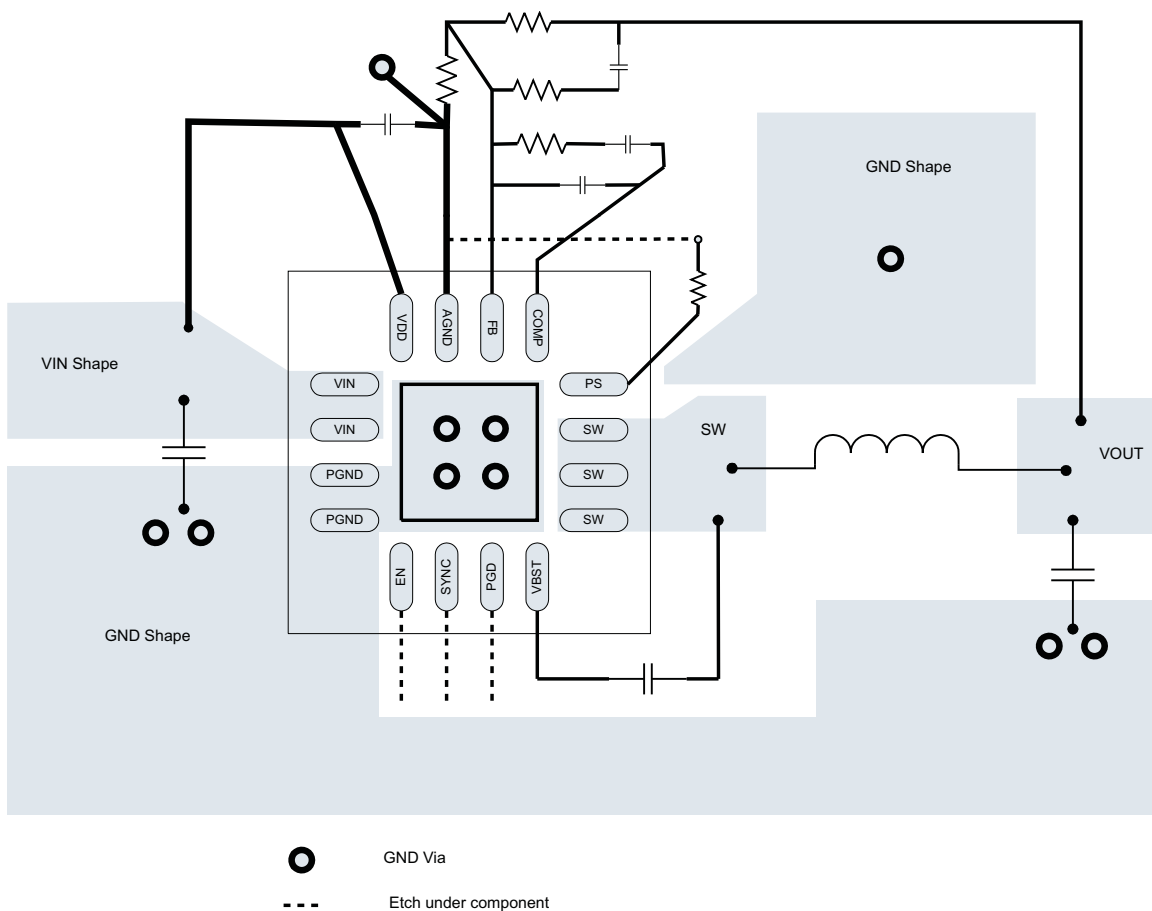 GND Shape
VDD
AGND
FB
COMP
VIN Shape
VIN
PS
VIN
SW
SW
VOUT
PGND
SW
PGND
SW
EN
SYNC
PGD
VBST
GND Shape
GND Via
Etch under component